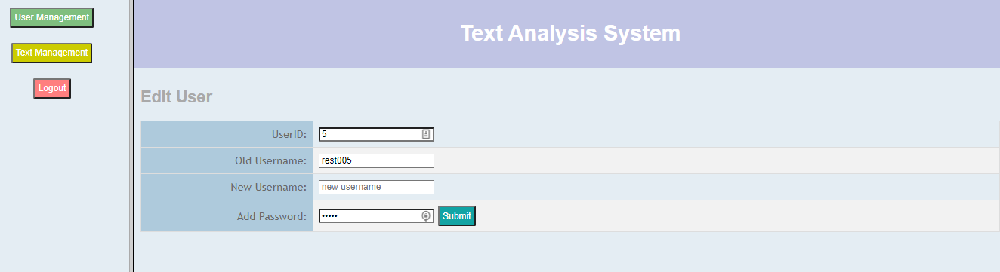 User Management
Text Management
Logout
Text Analysis System
Edit User
UserID: 5
Old Username: rest005
New Username: new username
Add Password: ••••• Submit